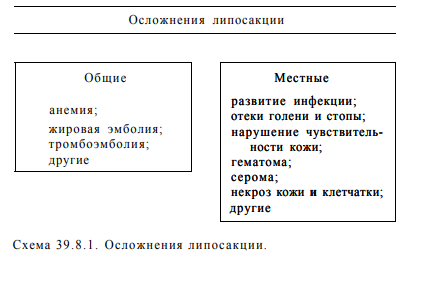 Осложнения липосакции
Общие
анемия;
жировая эмболия;
тромбоэмболия;
другие
Местные
развитие инфекции;
отеки голени и стопы;
нарушение чувствитель-
ности кожи;
гематома;
серома;
некроз кожи и клетчатки;
другие
Схема 39.8.1. Осложнения липосакции.